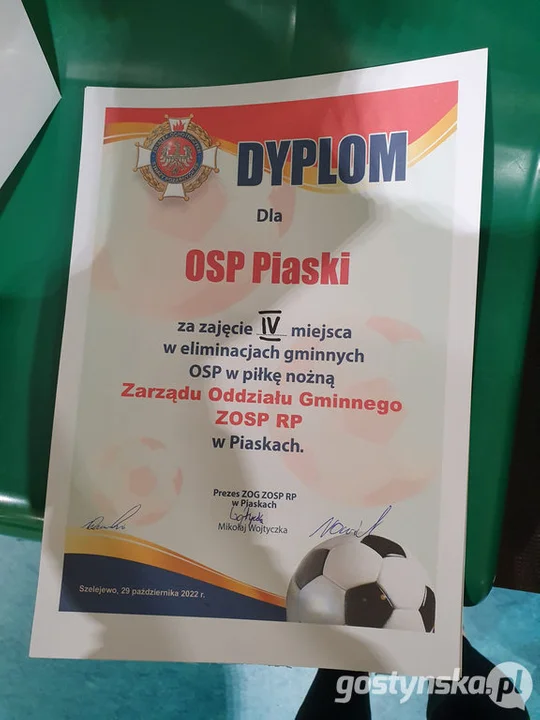 DYPLOM
Dla
OSP Piaski
za zajęcie IV miejsca
w eliminacjach gminnych
OSP w piłkę nożną
Zarządu Oddziału Gminnego
ZOSP RP
w Piaskach.
Prezes ZOG ZOSP RP
w Piaskach
Mikołaj Wojtyczka
Szelejewo, 29 października 2022 r.
gostynska.pl